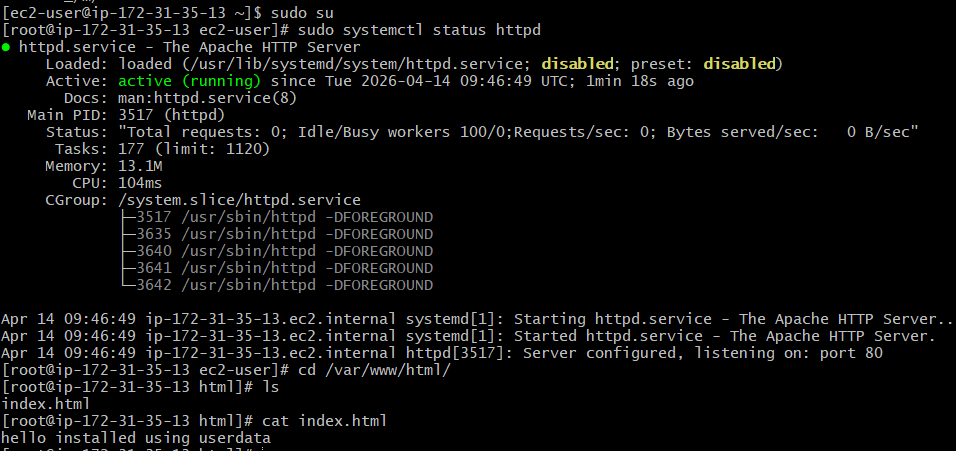 [ec2-user@ip-172-31-35-13 ~]$ sudo su
[root@ip-172-31-35-13 ec2-user]# sudo systemctl status httpd
● httpd.service - The Apache HTTP Server
     Loaded: loaded (/usr/lib/systemd/system/httpd.service; disabled; preset: disabled)
     Active: active (running) since Tue 2026-04-14 09:46:49 UTC; 1min 18s ago
       Docs: man:httpd.service(8)
   Main PID: 3517 (httpd)
     Status: "Total requests: 0; Idle/Busy workers 100/0;Requests/sec: 0; Bytes served/sec:   0 B/sec"
      Tasks: 177 (limit: 1120)
     Memory: 13.1M
        CPU: 104ms
     CGroup: /system.slice/httpd.service
             ├─3517 /usr/sbin/httpd -DFOREGROUND
             ├─3635 /usr/sbin/httpd -DFOREGROUND
             ├─3640 /usr/sbin/httpd -DFOREGROUND
             ├─3641 /usr/sbin/httpd -DFOREGROUND
             └─3642 /usr/sbin/httpd -DFOREGROUND
Apr 14 09:46:49 ip-172-31-35-13.ec2.internal systemd[1]: Starting httpd.service - The Apache HTTP Server..
Apr 14 09:46:49 ip-172-31-35-13.ec2.internal systemd[1]: Started httpd.service - The Apache HTTP Server.
Apr 14 09:46:49 ip-172-31-35-13.ec2.internal httpd[3517]: Server configured, listening on: port 80
[root@ip-172-31-35-13 ec2-user]# cd /var/www/html/
[root@ip-172-31-35-13 html]# ls
index.html
[root@ip-172-31-35-13 html]# cat index.html
hello installed using userdata